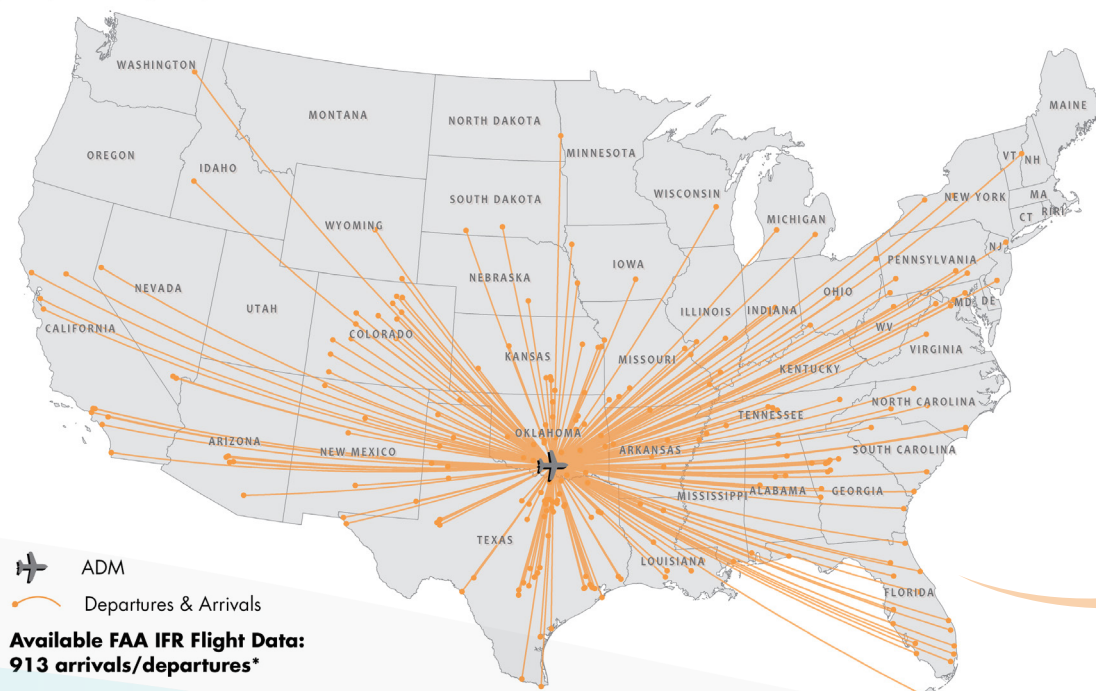 WASHINGTON
MAINE
MONTANA
NORTH DAKOTA
MINNESOTA
OREGON
VT
NH
IDAHO
WISCONSIN
NEW YORK
MA
SOUTH DAKOTA
MICHIGAN
CT
RIRI
WYOMING
NJ
PENNSYLVANIA
IOWA
NEBRASKA
NEVADA
OHIO
MD
DE
UTAH
ILLINOIS
INDIANA
CALIFORNIA
COLORADO
WV
VIRGINIA
KANSAS
MISSOURI
KENTUCKY
NORTH CAROLINA
TENNESSEE
OKLAHOMA
ARIZONA
NEW MEXICO
ARKANSAS
SOUTH CAROLINA
MISSISSIPPI
ALABAMA
GEORGIA
TEXAS
LOUISIANA
FLORIDA
ADM
Departures & Arrivals
Available FAA IFR Flight Data:
913 arrivals/departures*